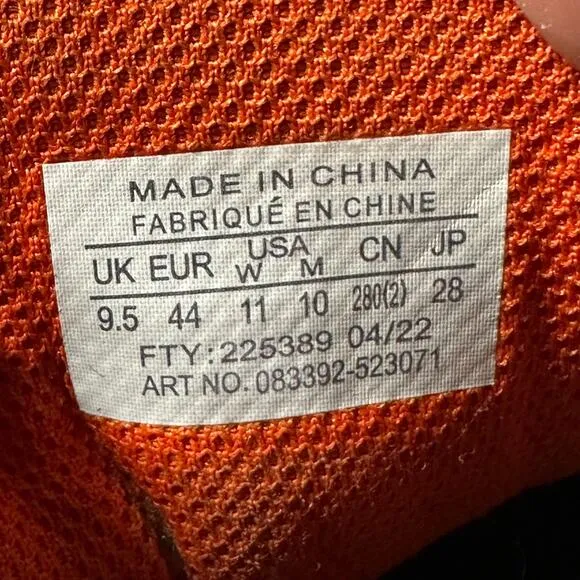 MADE IN CHINA
FABRIQUÉ EN CHINE
UK EUR USA W M CN JP
9.5 44 11 10 280(2) 28
FTY: 225389 04/22
ART NO. 083392-523071